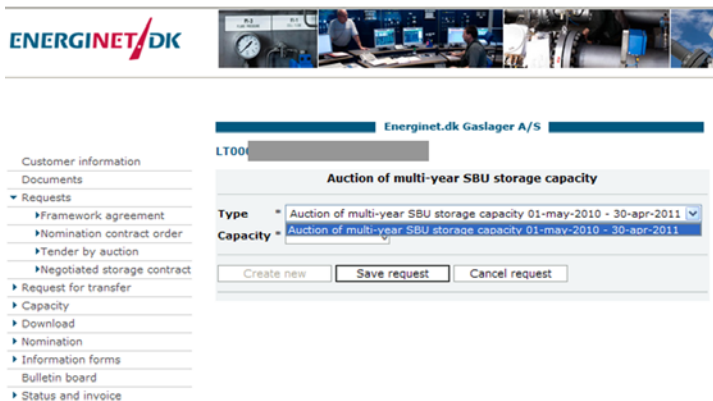 ENERGINET/DK
Energinet.dk Gaslager A/S
LT00
Auction of multi-year SBU storage capacity
Customer information
Documents
Requests
Framework agreement
Nomination contract order
Tender by auction
Negotiated storage contract
Request for transfer
Capacity
Download
Nomination
Information forms
Bulletin board
Status and invoice
Type * Auction of multi-year SBU storage capacity 01-may-2010 - 30-apr-2011
Auction of multi-year SBU storage capacity 01-may-2010 - 30-apr-2011
Capacity *
Create new Save request Cancel request